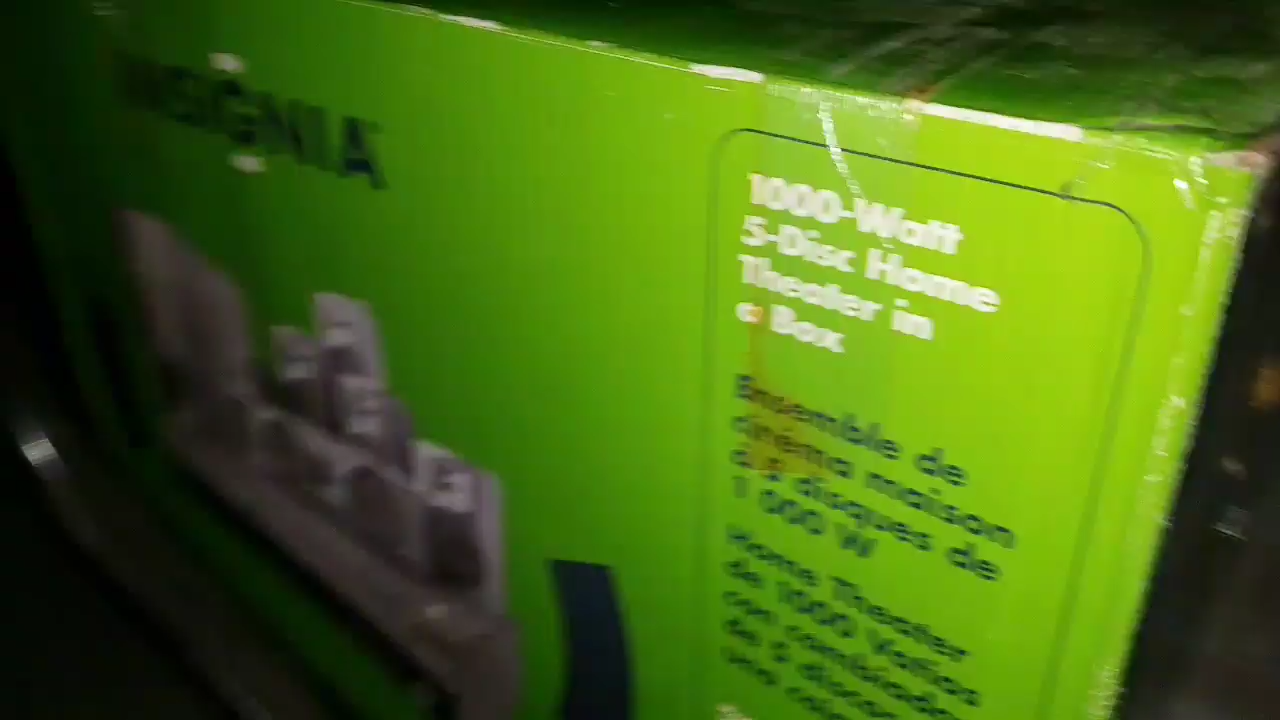 INSIGNIA
1000-Watt
5-Disc Home
Theater in
a Box
Ensemble de
cinéma maison
à 5 disques de
1 000 W
Home Theater
de 1000 Vatios
con cambiador
de 5 discos